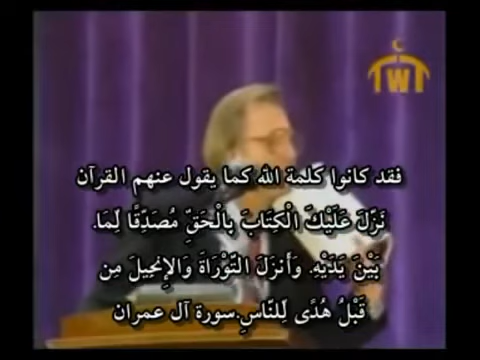 TWT
فقد كانوا كلمة الله كما يقول عنهم القرآن
نَزَّلَ عَلَيْكَ الْكِتَابَ بِالْحَقِّ مُصَدِّقًا لِمَا.
بَيْنَ يَدَيْهِ. وَأَنزَلَ التَّوْرَاةَ وَالإِنجِيلَ مِن
قَبْلُ هُدًى لِّلنَّاسِ.سورة آل عمران